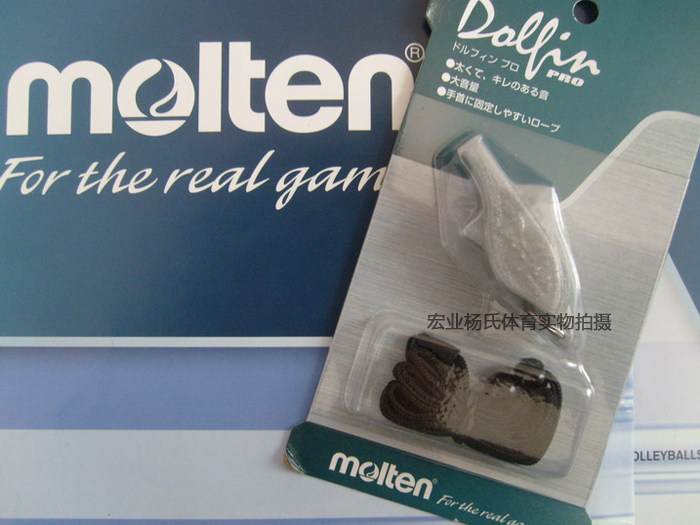 molten®
For the real gam
Dolfin
PRO
ドルフィン プロ
●太くて、キレのある音
●大音量
●手首に固定しやすいロープ
宏业杨氏体育实物拍摄
molten®
For the real ga
OLLEYBALLS